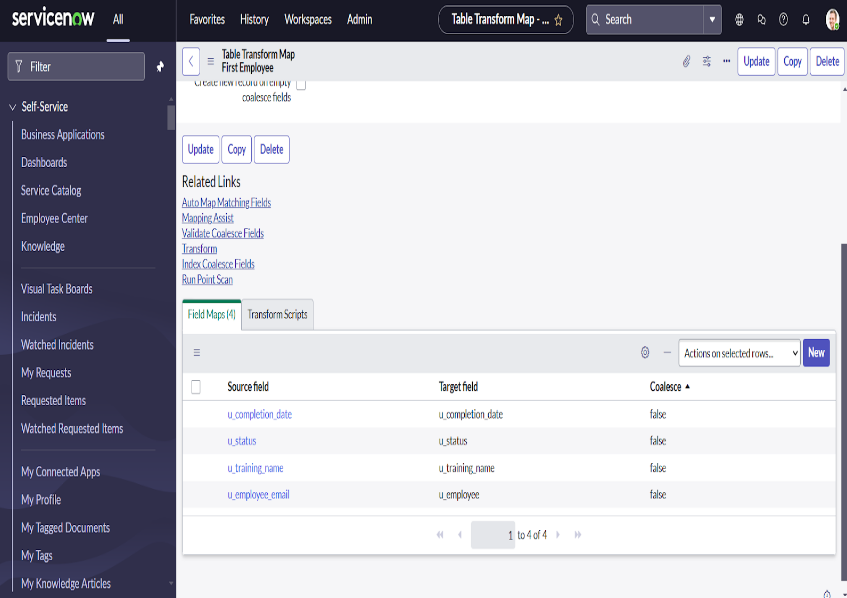 servicenow
All
Favorites
History
Workspaces
Admin
Table Transform Map - ...
Search
Filter
Self-Service
Business Applications
Dashboards
Service Catalog
Employee Center
Knowledge
Visual Task Boards
Incidents
Watched Incidents
My Requests
Requested Items
Watched Requested Items
My Connected Apps
My Profile
My Tagged Documents
My Tags
My Knowledge Articles
Table Transform Map
First Employee
Update Copy Delete
Create new record on empty
coalesce fields
Update Copy Delete
Related Links
Auto Map Matching Fields
Mapping Assist
Validate Coalesce Fields
Transform
Index Coalesce Fields
Run Point Scan
Field Maps (4) Transform Scripts
Actions on selected rows... New
Source field Target field Coalesce
u_completion_date u_completion_date false
u_status u_status false
u_training_name u_training_name false
u_employee_email u_employee false
1 to 4 of 4